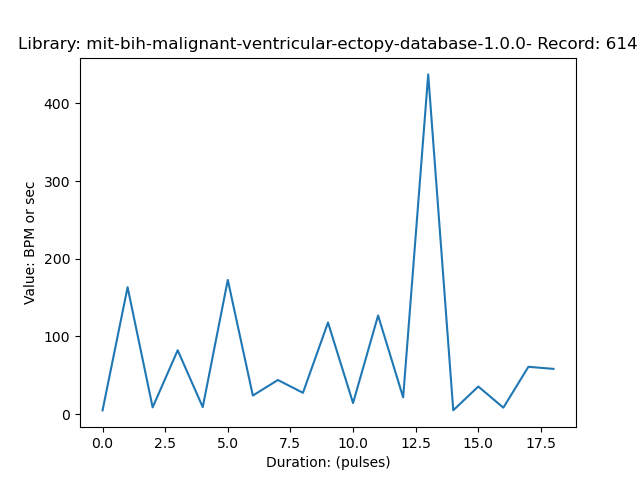 Library: mit-bih-malignant-ventricular-ectopy-database-1.0.0- Record: 614
Value: BPM or sec
400
300
200
100
0
0.0 2.5 5.0 7.5 10.0 12.5 15.0 17.5
Duration: (pulses)